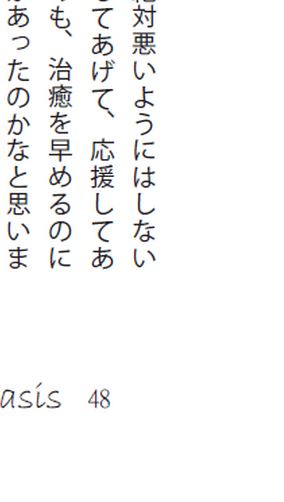 対悪いようにはしない
てあげて、応援してあ
も、治癒を早めるのに
あったのかなと思いま
asis 48